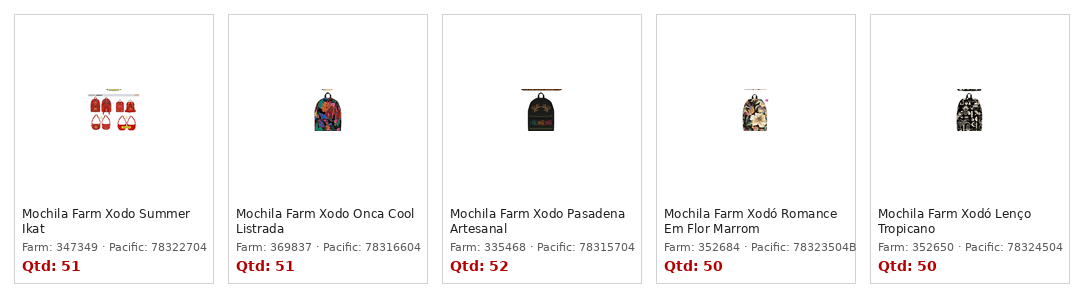 Mochila Farm Xodo Summer
Ikat
Farm: 347349 · Pacific: 78322704
Qtd: 51
Mochila Farm Xodo Onca Cool
Listrada
Farm: 369837 · Pacific: 78316604
Qtd: 51
Mochila Farm Xodo Pasadena
Artesanal
Farm: 335468 · Pacific: 78315704
Qtd: 52
Mochila Farm Xodó Romance
Em Flor Marrom
Farm: 352684 · Pacific: 78323504B
Qtd: 50
Mochila Farm Xodó Lenço
Tropicano
Farm: 352650 · Pacific: 78324504
Qtd: 50